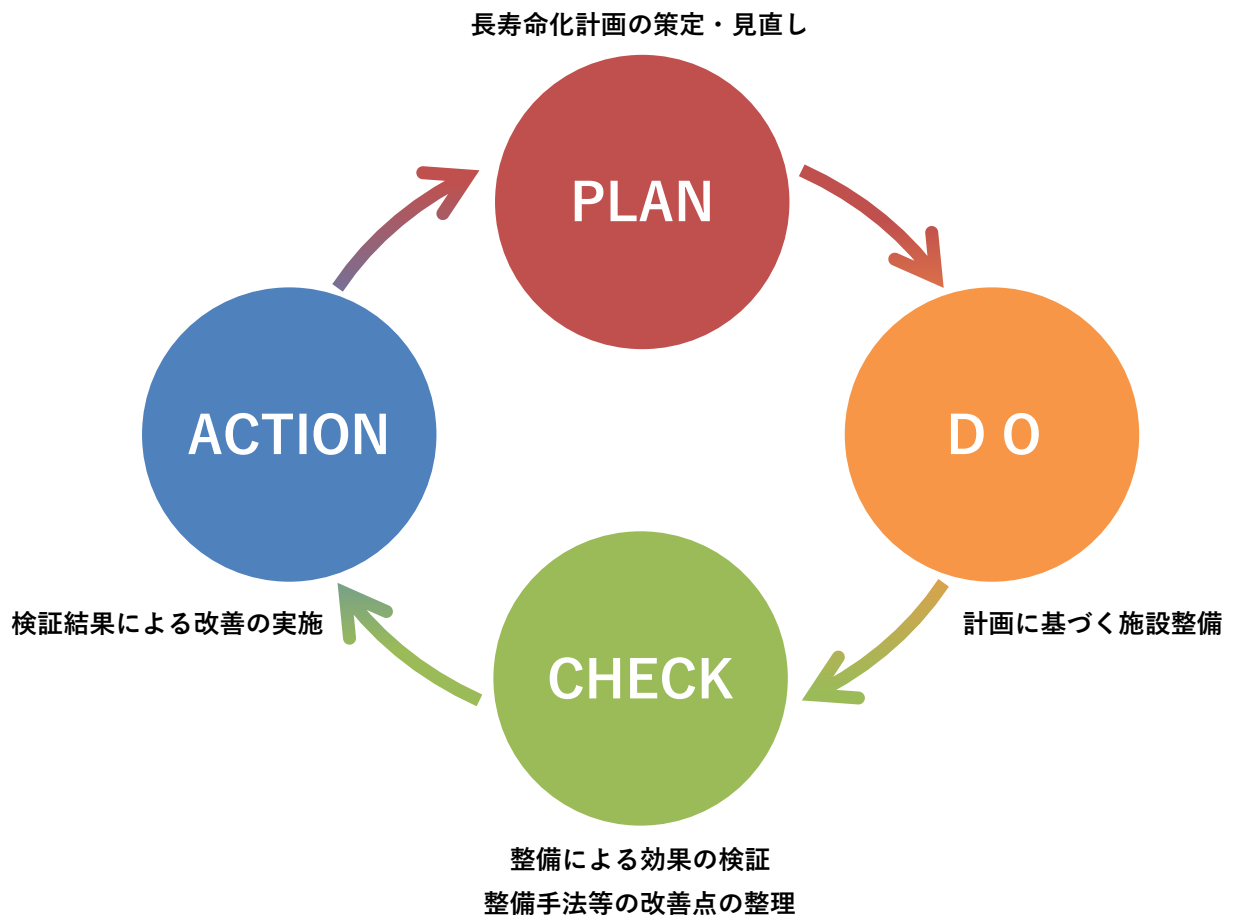 長寿命化計画の策定・見直し
PLAN
ACTION
D O
検証結果による改善の実施
計画に基づく施設整備
CHECK
整備による効果の検証
整備手法等の改善点の整理